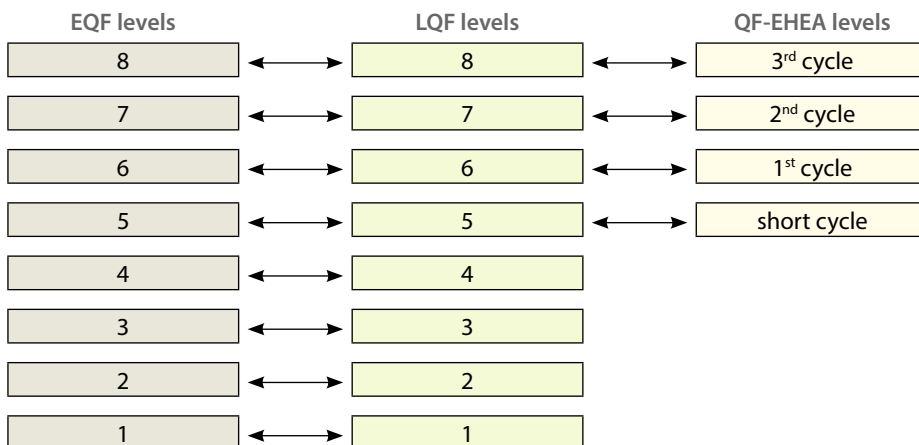 EQF levels LQF levels QF-EHEA levels
8 8 3rd cycle
7 7 2nd cycle
6 6 1st cycle
5 5 short cycle
4 4
3 3
2 2
1 1